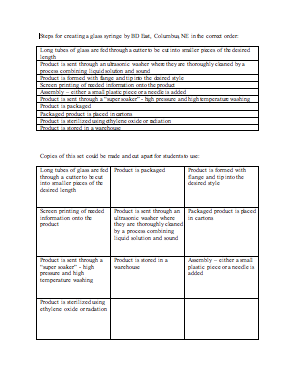 Steps for creating a glass syringe by BD East, Columbus, NE in the correct order:
Long tubes of glass are fed through a cutter to be cut into smaller pieces of the desired
length
Product is sent through an ultrasonic washer where they are thoroughly cleaned by a
process combining liquid solution and sound
Product is formed with flange and tip into the desired style
Screen printing of needed information onto the product
Assembly – either a small plastic piece or a needle is added
Product is sent through a "super soaker" - high pressure and high temperature washing
Product is packaged
Packaged product is placed in cartons
Product is sterilized using ethylene oxide or radiation
Product is stored in a warehouse
Copies of this set could be made and cut apart for students to use:
Long tubes of glass are fed
through a cutter to be cut
into smaller pieces of the
desired length
Product is packaged
Product is formed with
flange and tip into the
desired style
Screen printing of needed
information onto the
product
Product is sent through an
ultrasonic washer where
they are thoroughly cleaned
by a process combining
liquid solution and sound
Packaged product is placed
in cartons
Product is sent through a
"super soaker" - high
pressure and high
temperature washing
Product is stored in a
warehouse
Assembly – either a small
plastic piece or a needle is
added
Product is sterilized using
ethylene oxide or radiation